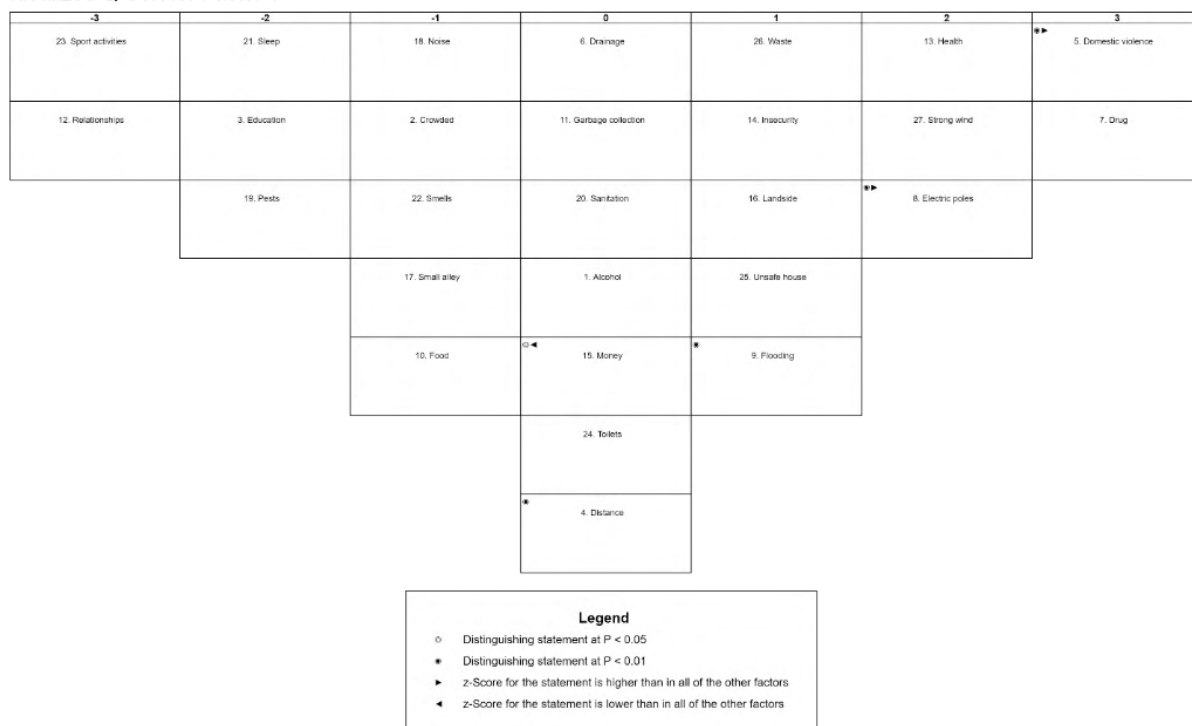 -3 -2 -1 0 1 2 3
23. Sport activities 21. Sleep 18. Noise 6. Drainage 26. Waste 13. Health ◉► 5. Domestic violence
12. Relationships 3. Education 2. Crowded 11. Garbage collection 14. Insecurity 27. Strong wind 7. Drug
19. Pests 22. Smells 20. Sanitation 16. Landside ◉► 8. Electric poles
17. Small alley 1. Alcohol 25. Unsafe house
10. Food ○◄ 15. Money ◉ 9. Flooding
24. Toilets
◉ 4. Distance
Legend
○ Distinguishing statement at P < 0.05
◉ Distinguishing statement at P < 0.01
► z-Score for the statement is higher than in all of the other factors
◄ z-Score for the statement is lower than in all of the other factors